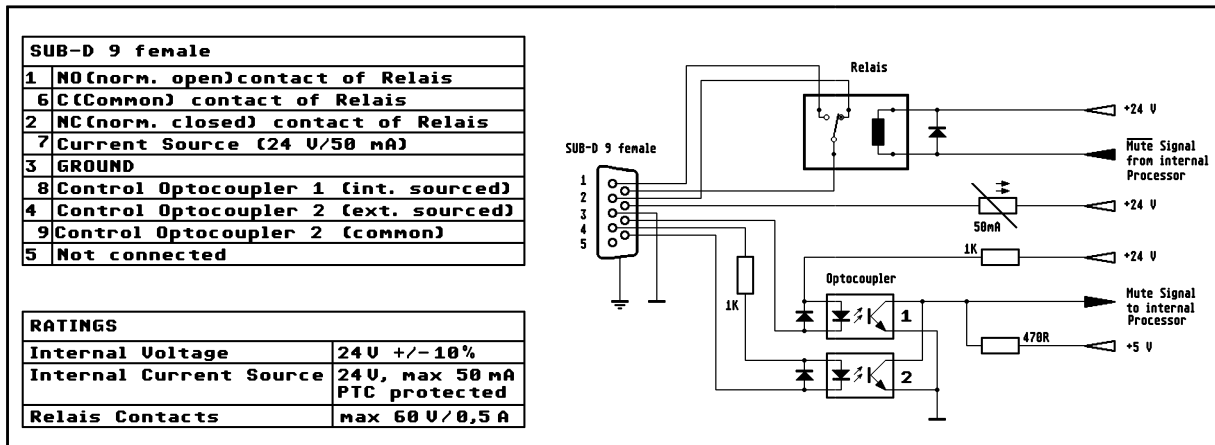 SUB-D 9 female
1 NO(norm. open)contact of Relais
6 C(Common) contact of Relais
2 NC(norm. closed) contact of Relais
7 Current Source (24 V/50 mA)
3 GROUND
8 Control Optocoupler 1 (int. sourced)
4 Control Optocoupler 2 (ext. sourced)
9 Control Optocoupler 2 (common)
5 Not connected
RATINGS
Internal Voltage 24V +/-10%
Internal Current Source 24V, max 50 mA
PTC protected
Relais Contacts max 60 V/0,5 A
Relais
+24 V
Mute Signal
from internal
Processor
SUB-D 9 female
1
2
3
4
5
50mA
+24 V
1K
+24 V
1K
Optocoupler
1
Mute Signal
to internal
Processor
470R
+5 V
2